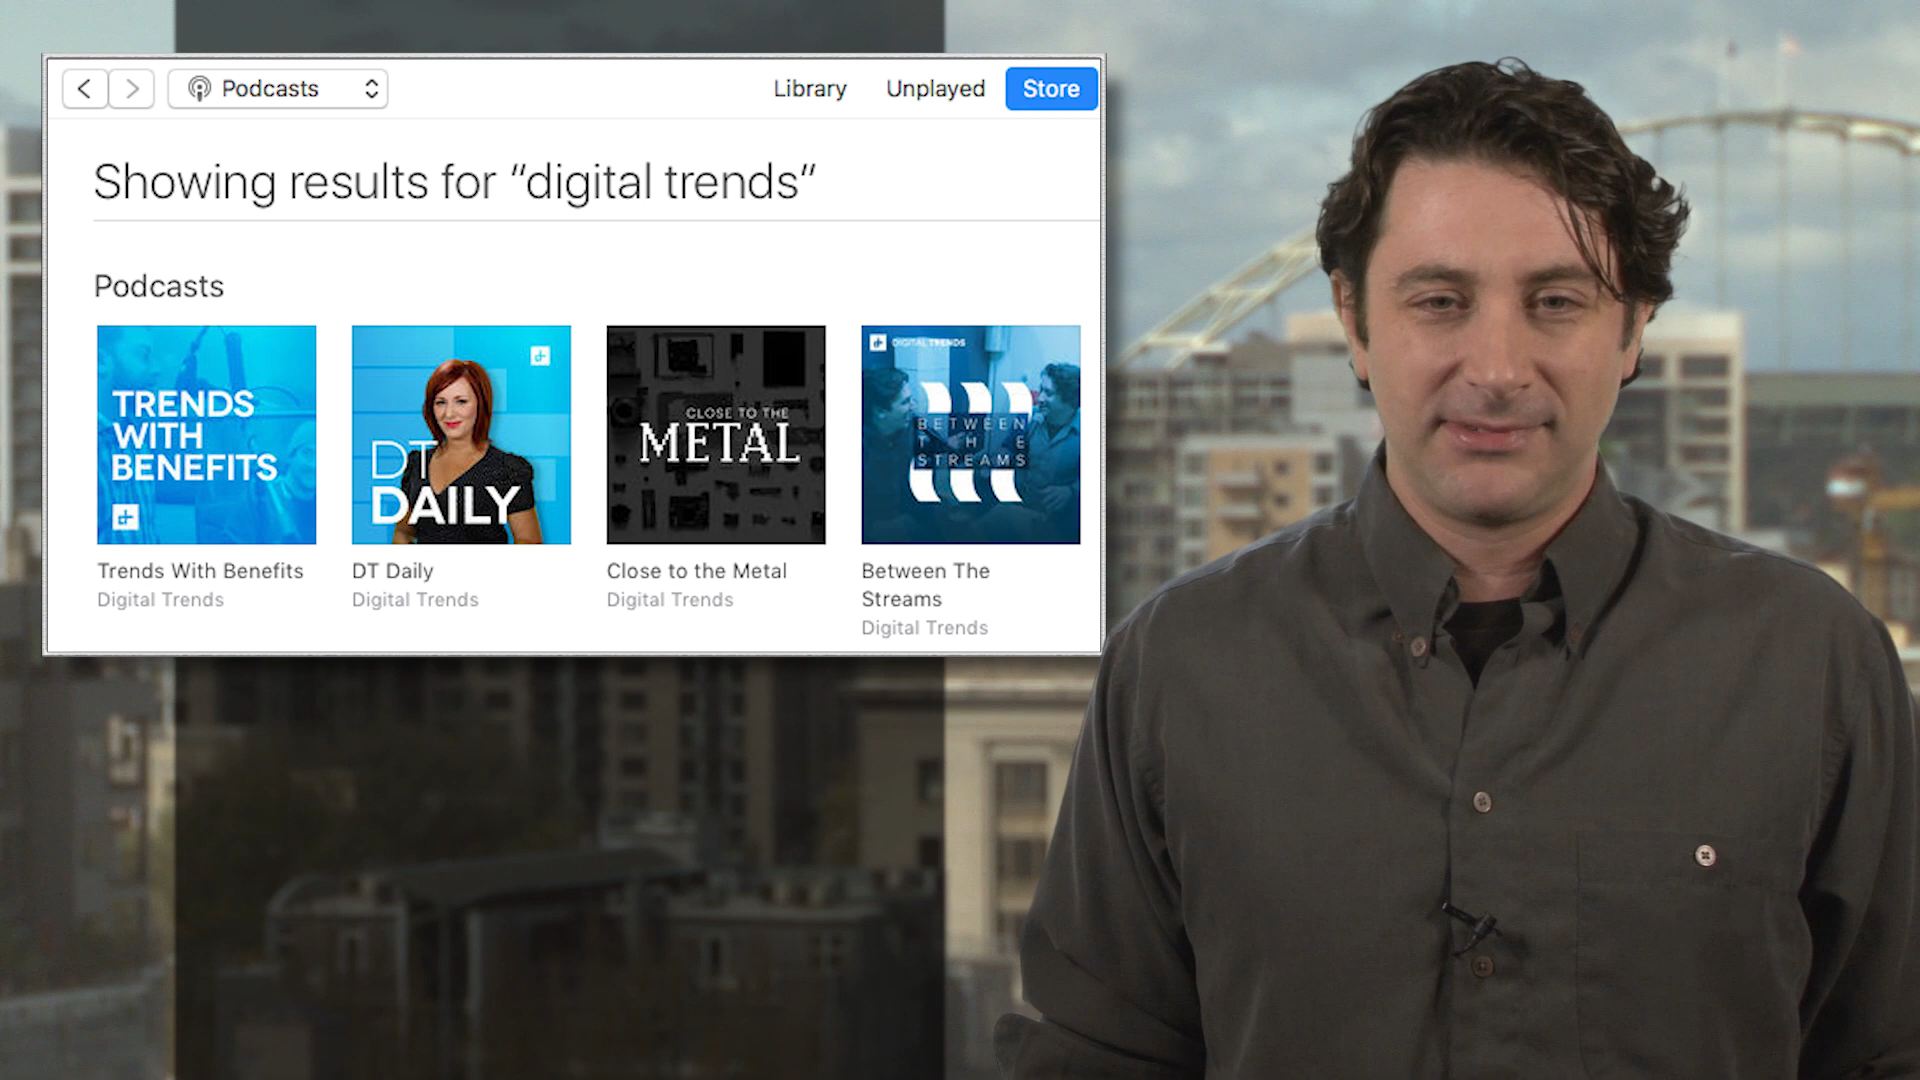 Podcasts
Library
Unplayed
Store
Showing results for “digital trends”
Podcasts
TRENDS
WITH
BENEFITS
DT
DAILY
CLOSE TO THE
METAL
DIGITAL TRENDS
BETWEEN
THE
STREAMS
Trends With Benefits
Digital Trends
DT Daily
Digital Trends
Close to the Metal
Digital Trends
Between The
Streams
Digital Trends